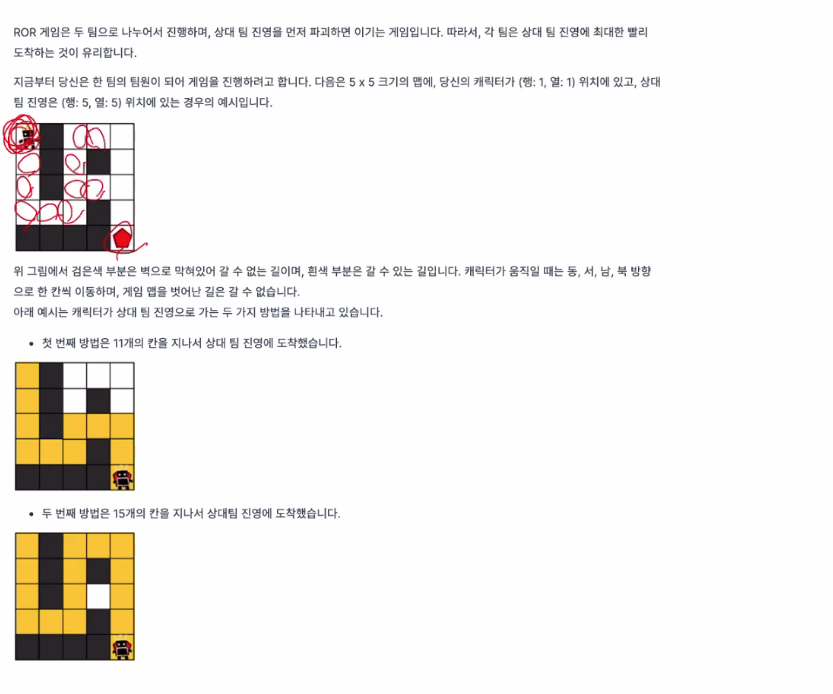 ROR 게임은 두 팀으로 나누어서 진행하며, 상대 팀 진영을 먼저 파괴하면 이기는 게임입니다. 따라서, 각 팀은 상대 팀 진영에 최대한 빨리
도착하는 것이 유리합니다.
지금부터 당신은 한 팀의 팀원이 되어 게임을 진행하려고 합니다. 다음은 5 x 5 크기의 맵에, 당신의 캐릭터가 (행: 1, 열: 1) 위치에 있고, 상대
팀 진영은 (행: 5, 열: 5) 위치에 있는 경우의 예시입니다.
위 그림에서 검은색 부분은 벽으로 막혀있어 갈 수 없는 길이며, 흰색 부분은 갈 수 있는 길입니다. 캐릭터가 움직일 때는 동, 서, 남, 북 방향
으로 한 칸씩 이동하며, 게임 맵을 벗어난 길은 갈 수 없습니다.
아래 예시는 캐릭터가 상대 팀 진영으로 가는 두 가지 방법을 나타내고 있습니다.
• 첫 번째 방법은 11개의 칸을 지나서 상대 팀 진영에 도착했습니다.
• 두 번째 방법은 15개의 칸을 지나서 상대팀 진영에 도착했습니다.